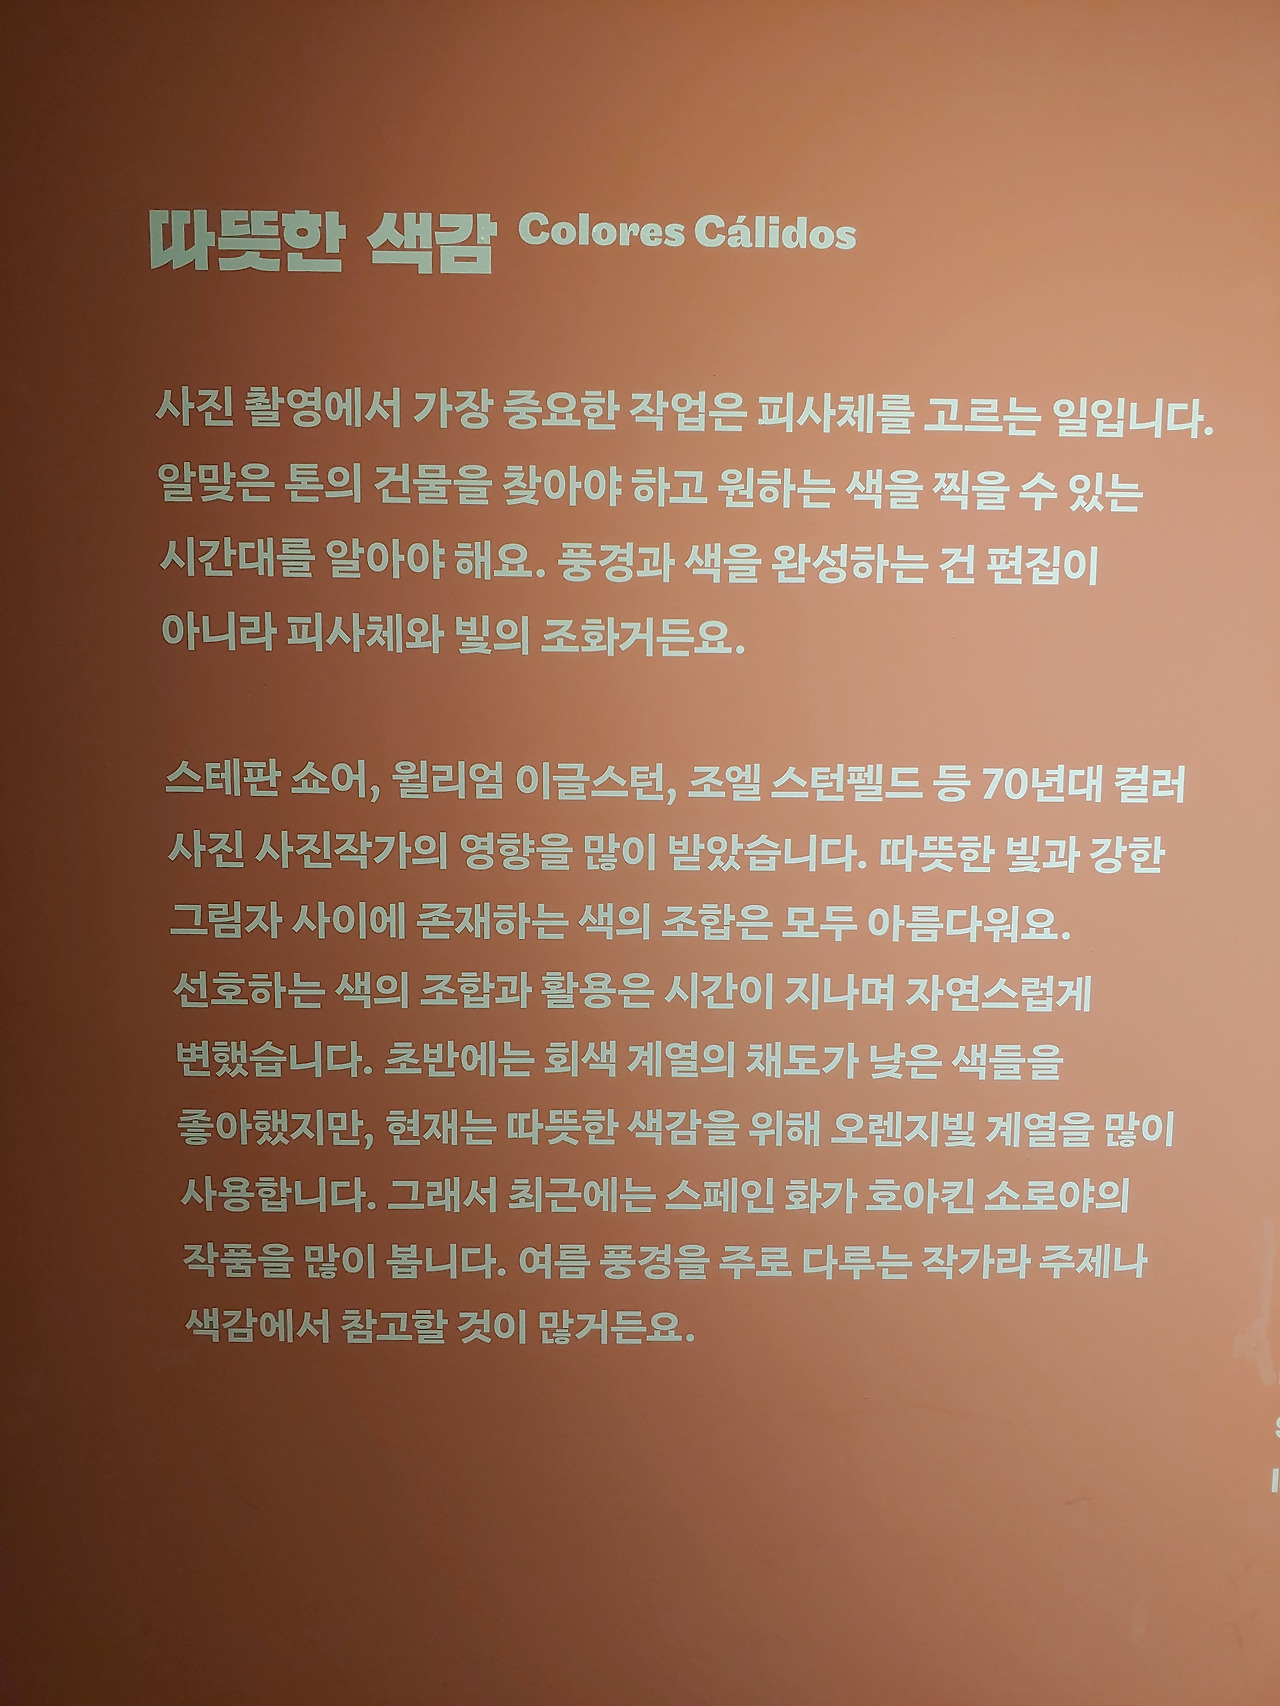 따뜻한 색감 Colores Cálidos
사진 촬영에서 가장 중요한 작업은 피사체를 고르는 일입니다.
알맞은 톤의 건물을 찾아야 하고 원하는 색을 찍을 수 있는
시간대를 알아야 해요. 풍경과 색을 완성하는 건 편집이
아니라 피사체와 빛의 조화거든요.
스테판 쇼어, 윌리엄 이글스턴, 조엘 스턴펠드 등 70년대 컬러
사진 사진작가의 영향을 많이 받았습니다. 따뜻한 빛과 강한
그림자 사이에 존재하는 색의 조합은 모두 아름다워요.
선호하는 색의 조합과 활용은 시간이 지나며 자연스럽게
변했습니다. 초반에는 회색 계열의 채도가 낮은 색들을
좋아했지만, 현재는 따뜻한 색감을 위해 오렌지빛 계열을 많이
사용합니다. 그래서 최근에는 스페인 화가 호아킨 소로야의
작품을 많이 봅니다. 여름 풍경을 주로 다루는 작가라 주제나
색감에서 참고할 것이 많거든요.